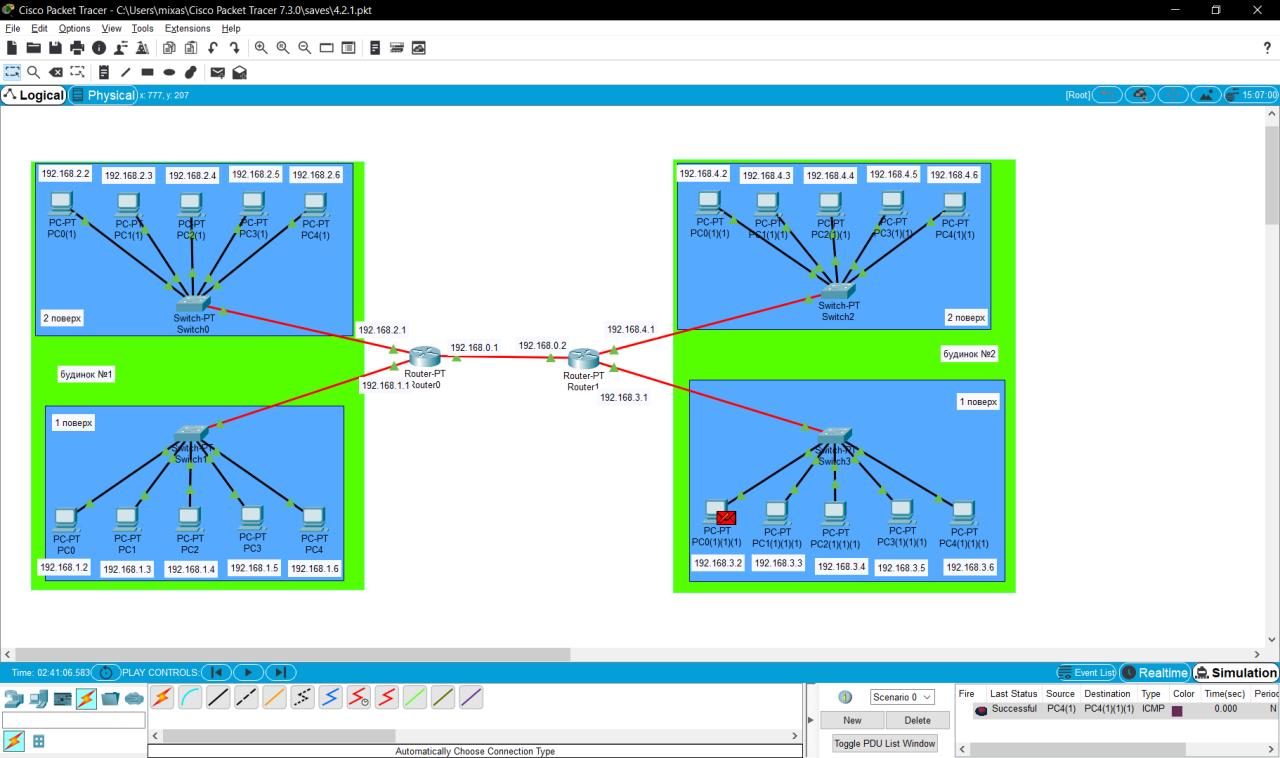 Cisco Packet Tracer - C:\Users\mixas\Cisco Packet Tracer 7.3.0\saves\4.2.1.pkt
File Edit Options View Tools Extensions Help
?
Logical Physical x: 777, y: 207 [Root] 15:07:00
192.168.2.2 192.168.2.3 192.168.2.4 192.168.2.5 192.168.2.6
PC-PT PC-PT PC-PT PC-PT PC-PT
PC0(1) PC1(1) PC2(1) PC3(1) PC4(1)
Switch-PT
Switch0
2 поверх
192.168.4.2 192.168.4.3 192.168.4.4 192.168.4.5 192.168.4.6
PC-PT PC-PT PC-PT PC-PT PC-PT
PC0(1)(1) PC1(1)(1) PC2(1)(1) PC3(1)(1) PC4(1)(1)
Switch-PT
Switch2
2 поверх
192.168.2.1
192.168.0.1
192.168.0.2
192.168.4.1
Router-PT
Router0
192.168.1.1
Router-PT
Router1
192.168.3.1
будинок №1
будинок №2
1 поверх
Switch-PT
Switch1
PC-PT PC-PT PC-PT PC-PT PC-PT
PC0 PC1 PC2 PC3 PC4
192.168.1.2 192.168.1.3 192.168.1.4 192.168.1.5 192.168.1.6
1 поверх
Switch-PT
Switch3
PC-PT PC-PT PC-PT PC-PT PC-PT
PC0(1)(1)(1) PC1(1)(1)(1) PC2(1)(1)(1) PC3(1)(1)(1) PC4(1)(1)(1)
192.168.3.2 192.168.3.3 192.168.3.4 192.168.3.5 192.168.3.6
Time: 02:41:06.583 PLAY CONTROLS: Event List Realtime Simulation
Scenario 0
New Delete
Toggle PDU List Window
Fire Last Status Source Destination Type Color Time(sec) Period
Successful PC4(1) PC4(1)(1)(1) ICMP 0.000 N
Automatically Choose Connection Type